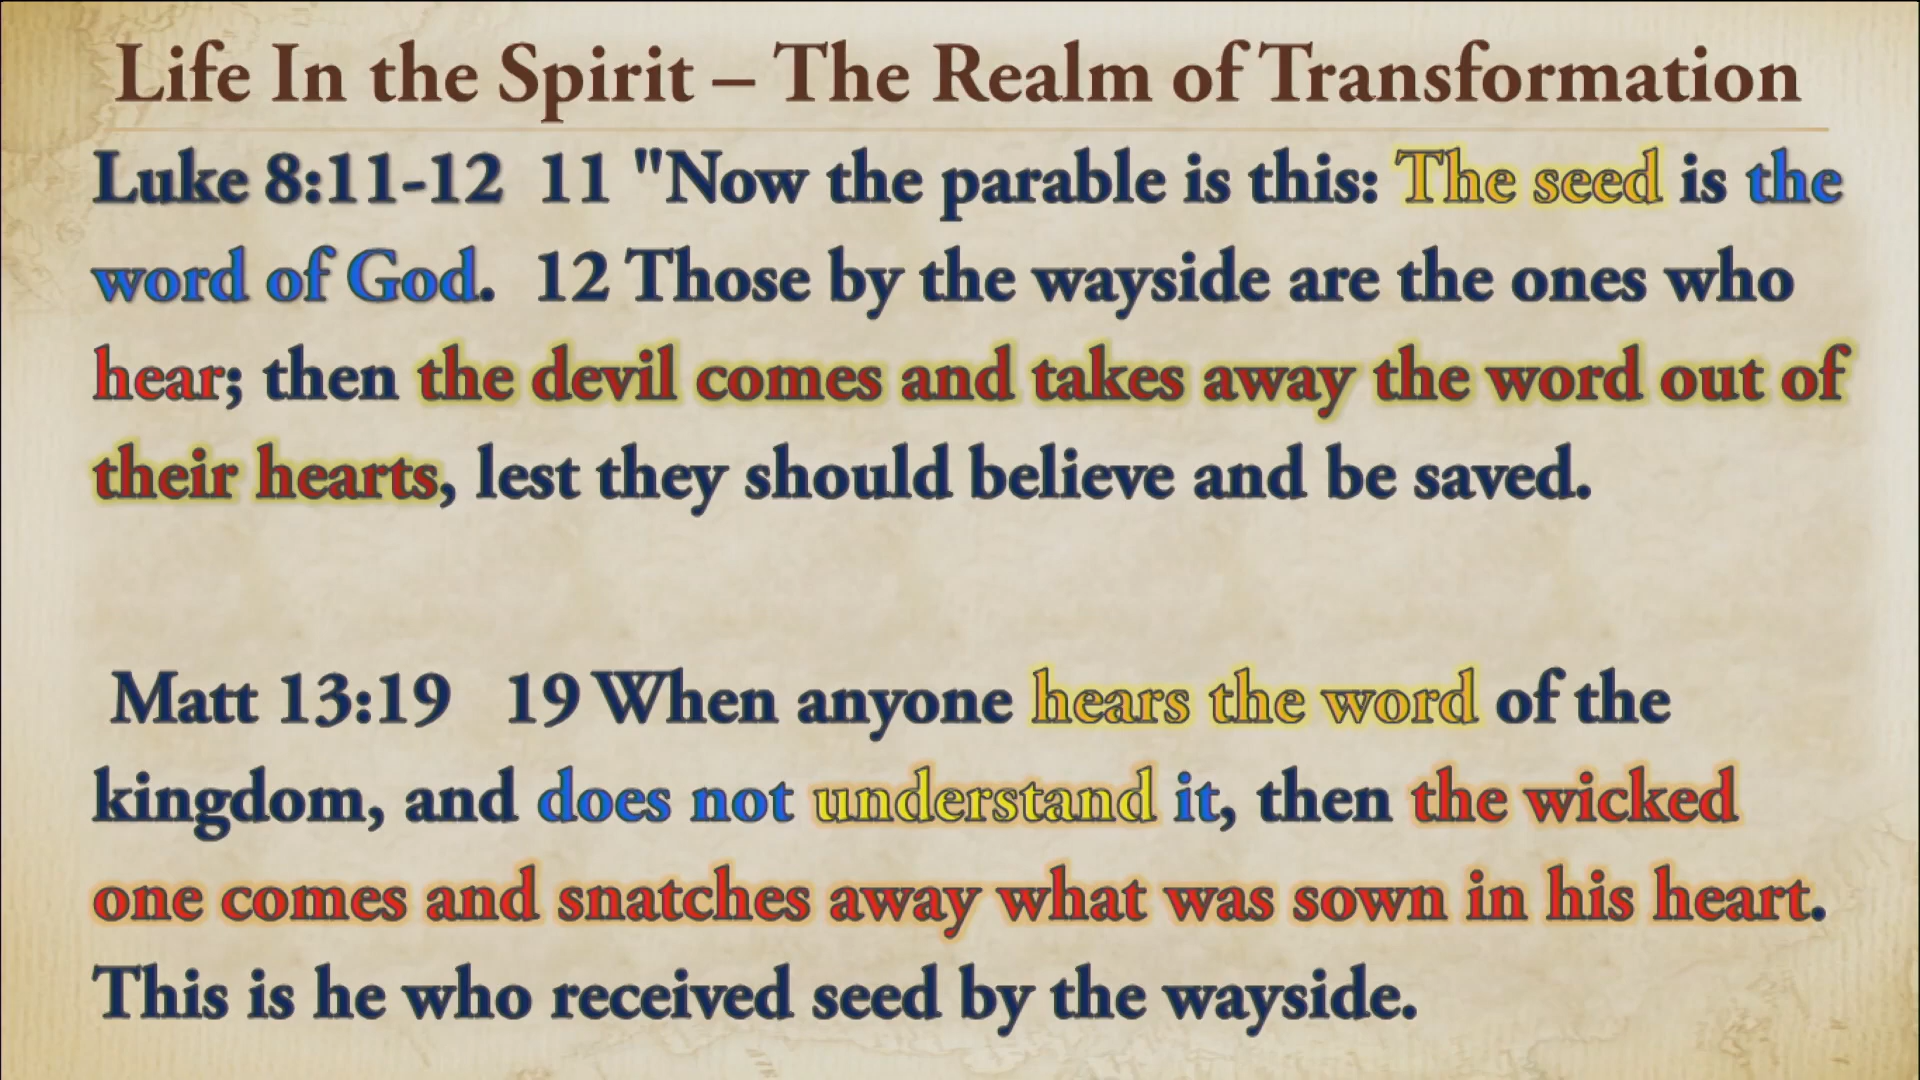 Life In the Spirit – The Realm of Transformation
Luke 8:11-12  11 "Now the parable is this: The seed is the
word of God.  12 Those by the wayside are the ones who
hear; then the devil comes and takes away the word out of
their hearts, lest they should believe and be saved.
Matt 13:19   19 When anyone hears the word of the
kingdom, and does not understand it, then the wicked
one comes and snatches away what was sown in his heart.
This is he who received seed by the wayside.